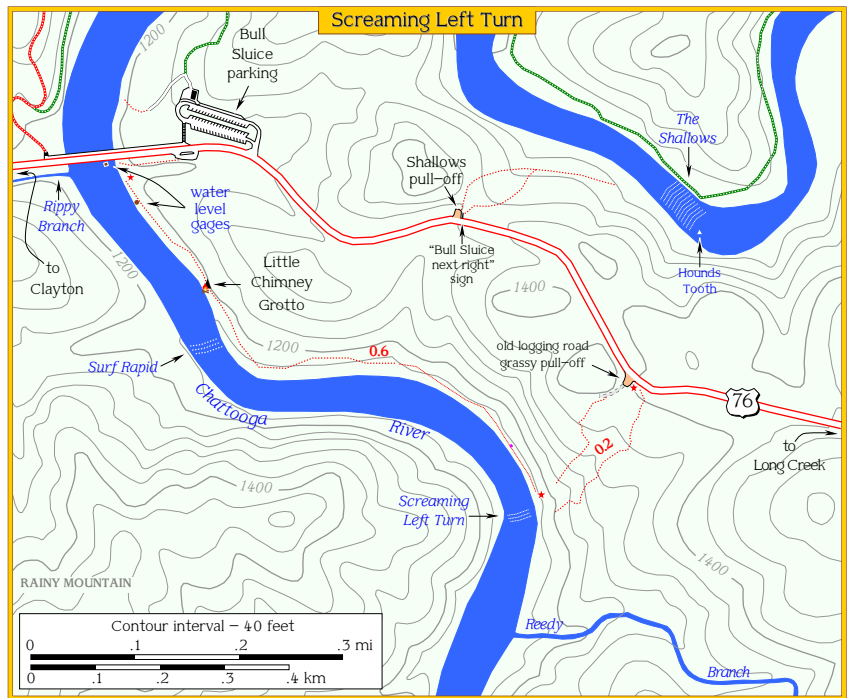 Screaming Left Turn
1200
Bull
Sluice
parking
The
Shallows
Shallows
pull-off
water
level
gages
Rippy
Branch
to
Clayton
1200
"Bull Sluice
next right"
sign
Hounds
Tooth
Little
Chimney
Grotto
1400
1200
0.6
old logging road
grassy pull-off
Surf Rapid
Chattooga
River
76
0.2
to
Long Creek
1400
Screaming
Left Turn
1400
RAINY MOUNTAIN
Reedy
Branch
Contour interval – 40 feet
0 .1 .2 .3 mi
0 .1 .2 .3 .4 km